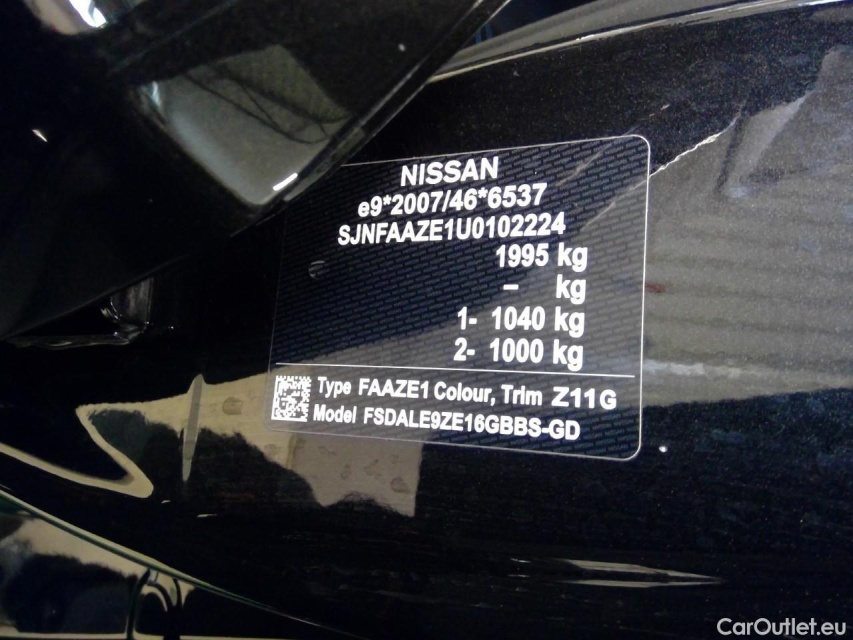 NISSAN
e9*2007/46*6537
SJNFAAZE1U0102224
1995 kg
– kg
1- 1040 kg
2- 1000 kg
Type FAAZE1 Colour, Trim Z11G
Model FSDALE9ZE16GBBS-GD
CarOutlet.eu